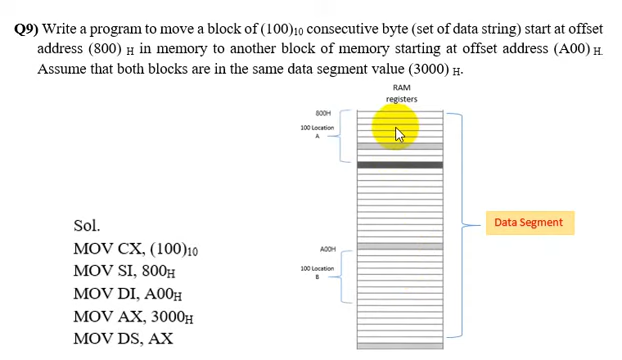 Q9) Write a program to move a block of (100)10 consecutive byte (set of data string) start at offset
address (800) H in memory to another block of memory starting at offset address (A00) H.
Assume that both blocks are in the same data segment value (3000) H.
RAM
registers
800H
100 Location
A
Data Segment
Sol.
MOV CX, (100)10
A00H
MOV SI, 800H
100 Location
B
MOV DI, A00H
MOV AX, 3000H
MOV DS, AX